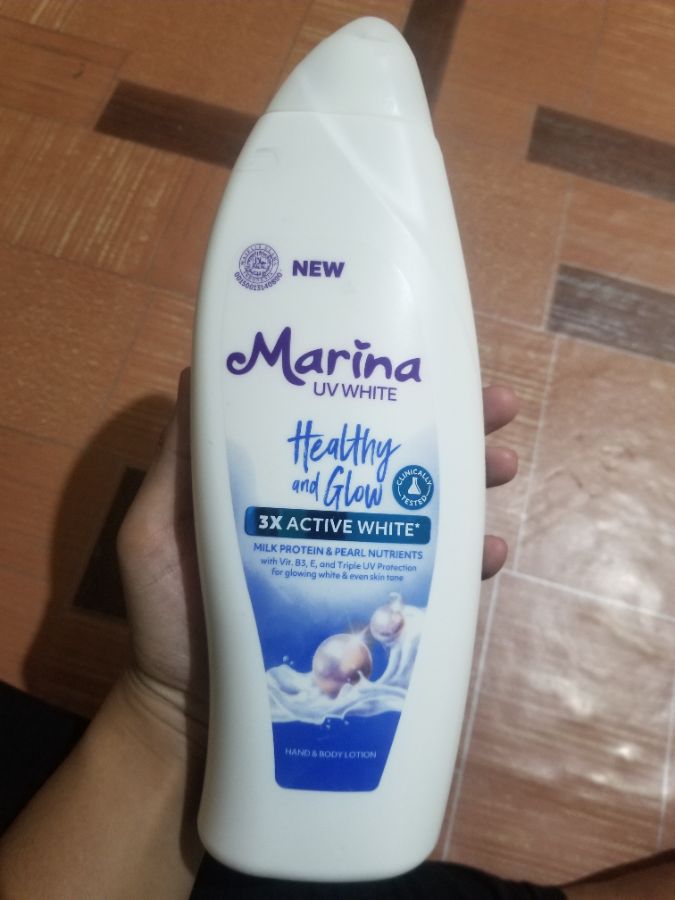 NEW
Marina
UV WHITE
Healthy
and Glow
CLINICALLY
TESTED
3X ACTIVE WHITE*
MILK PROTEIN & PEARL NUTRIENTS
with Vit. B3, E, and Triple UV Protection
for glowing white & even skin tone
HAND & BODY LOTION